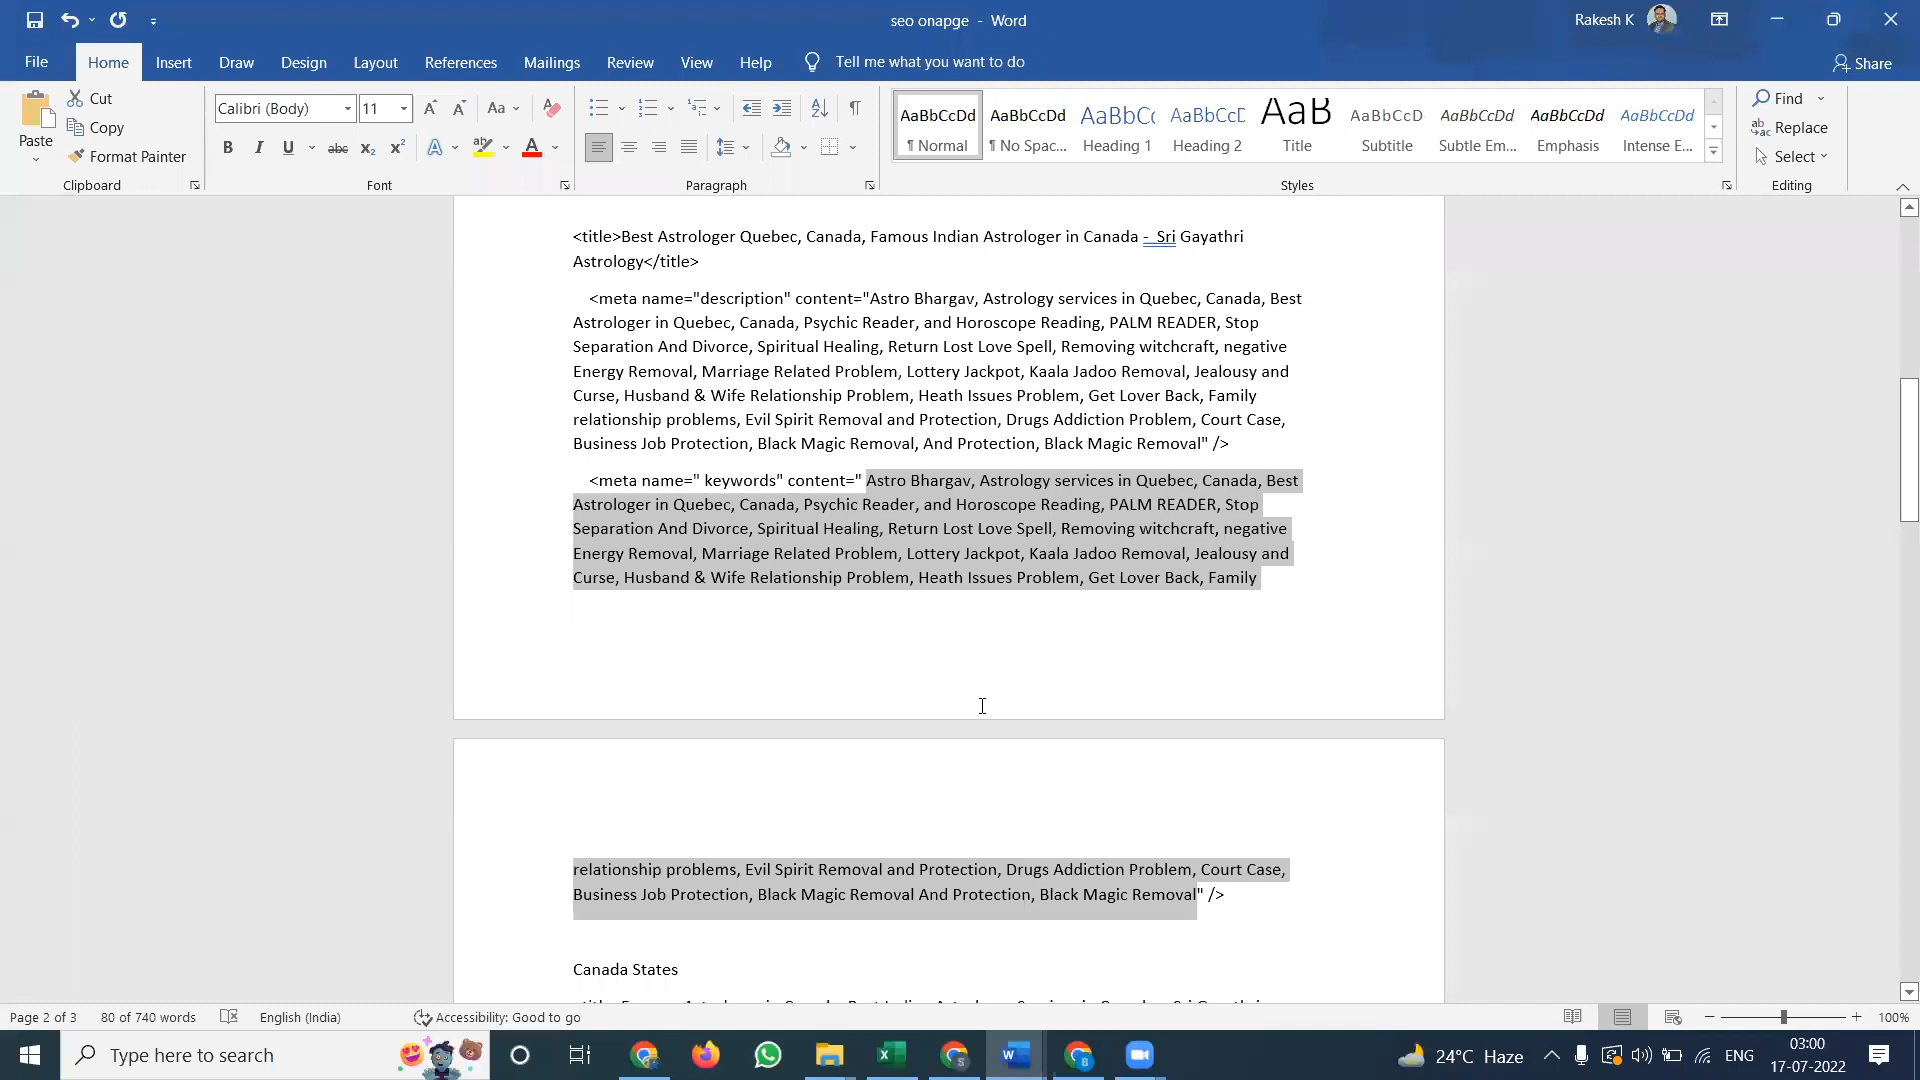 seo onapge - Word
Rakesh K
File Home Insert Draw Design Layout References Mailings Review View Help Tell me what you want to do
Share
Paste
Cut
Copy
Format Painter
Clipboard
Calibri (Body) 11
Font
Paragraph
AaBbCcDd AaBbCcDd AaBbCc AaBbCcD AaB AaBbCcD AaBbCcDd AaBbCcDd AaBbCcDd
¶ Normal ¶ No Spac... Heading 1 Heading 2 Title Subtitle Subtle Em... Emphasis Intense E...
Styles
Find
Replace
Select
Editing
<title>Best Astrologer Quebec, Canada, Famous Indian Astrologer in Canada - Sri Gayathri
Astrology</title>
<meta name="description" content="Astro Bhargav, Astrology services in Quebec, Canada, Best
Astrologer in Quebec, Canada, Psychic Reader, and Horoscope Reading, PALM READER, Stop
Separation And Divorce, Spiritual Healing, Return Lost Love Spell, Removing witchcraft, negative
Energy Removal, Marriage Related Problem, Lottery Jackpot, Kaala Jadoo Removal, Jealousy and
Curse, Husband & Wife Relationship Problem, Heath Issues Problem, Get Lover Back, Family
relationship problems, Evil Spirit Removal and Protection, Drugs Addiction Problem, Court Case,
Business Job Protection, Black Magic Removal, And Protection, Black Magic Removal" />
<meta name=" keywords" content=" Astro Bhargav, Astrology services in Quebec, Canada, Best
Astrologer in Quebec, Canada, Psychic Reader, and Horoscope Reading, PALM READER, Stop
Separation And Divorce, Spiritual Healing, Return Lost Love Spell, Removing witchcraft, negative
Energy Removal, Marriage Related Problem, Lottery Jackpot, Kaala Jadoo Removal, Jealousy and
Curse, Husband & Wife Relationship Problem, Heath Issues Problem, Get Lover Back, Family
relationship problems, Evil Spirit Removal and Protection, Drugs Addiction Problem, Court Case,
Business Job Protection, Black Magic Removal And Protection, Black Magic Removal" />
Canada States
Page 2 of 3 80 of 740 words English (India) Accessibility: Good to go 100%
Type here to search
24°C Haze
ENG
03:00
17-07-2022